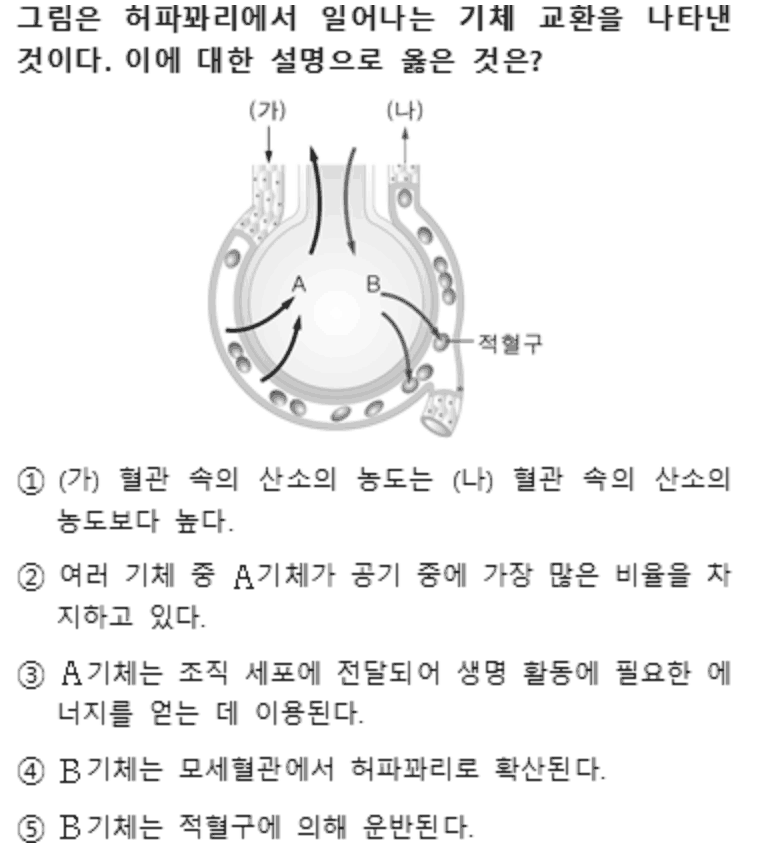 그림은 허파꽈리에서 일어나는 기체 교환을 나타낸
것이다. 이에 대한 설명으로 옳은 것은?
(가) (나)
A B
적혈구
① (가) 혈관 속의 산소의 농도는 (나) 혈관 속의 산소의
농도보다 높다.
② 여러 기체 중 A기체가 공기 중에 가장 많은 비율을 차
지하고 있다.
③ A기체는 조직 세포에 전달되어 생명 활동에 필요한 에
너지를 얻는 데 이용된다.
④ B기체는 모세혈관에서 허파꽈리로 확산된다.
⑤ B기체는 적혈구에 의해 운반된다.